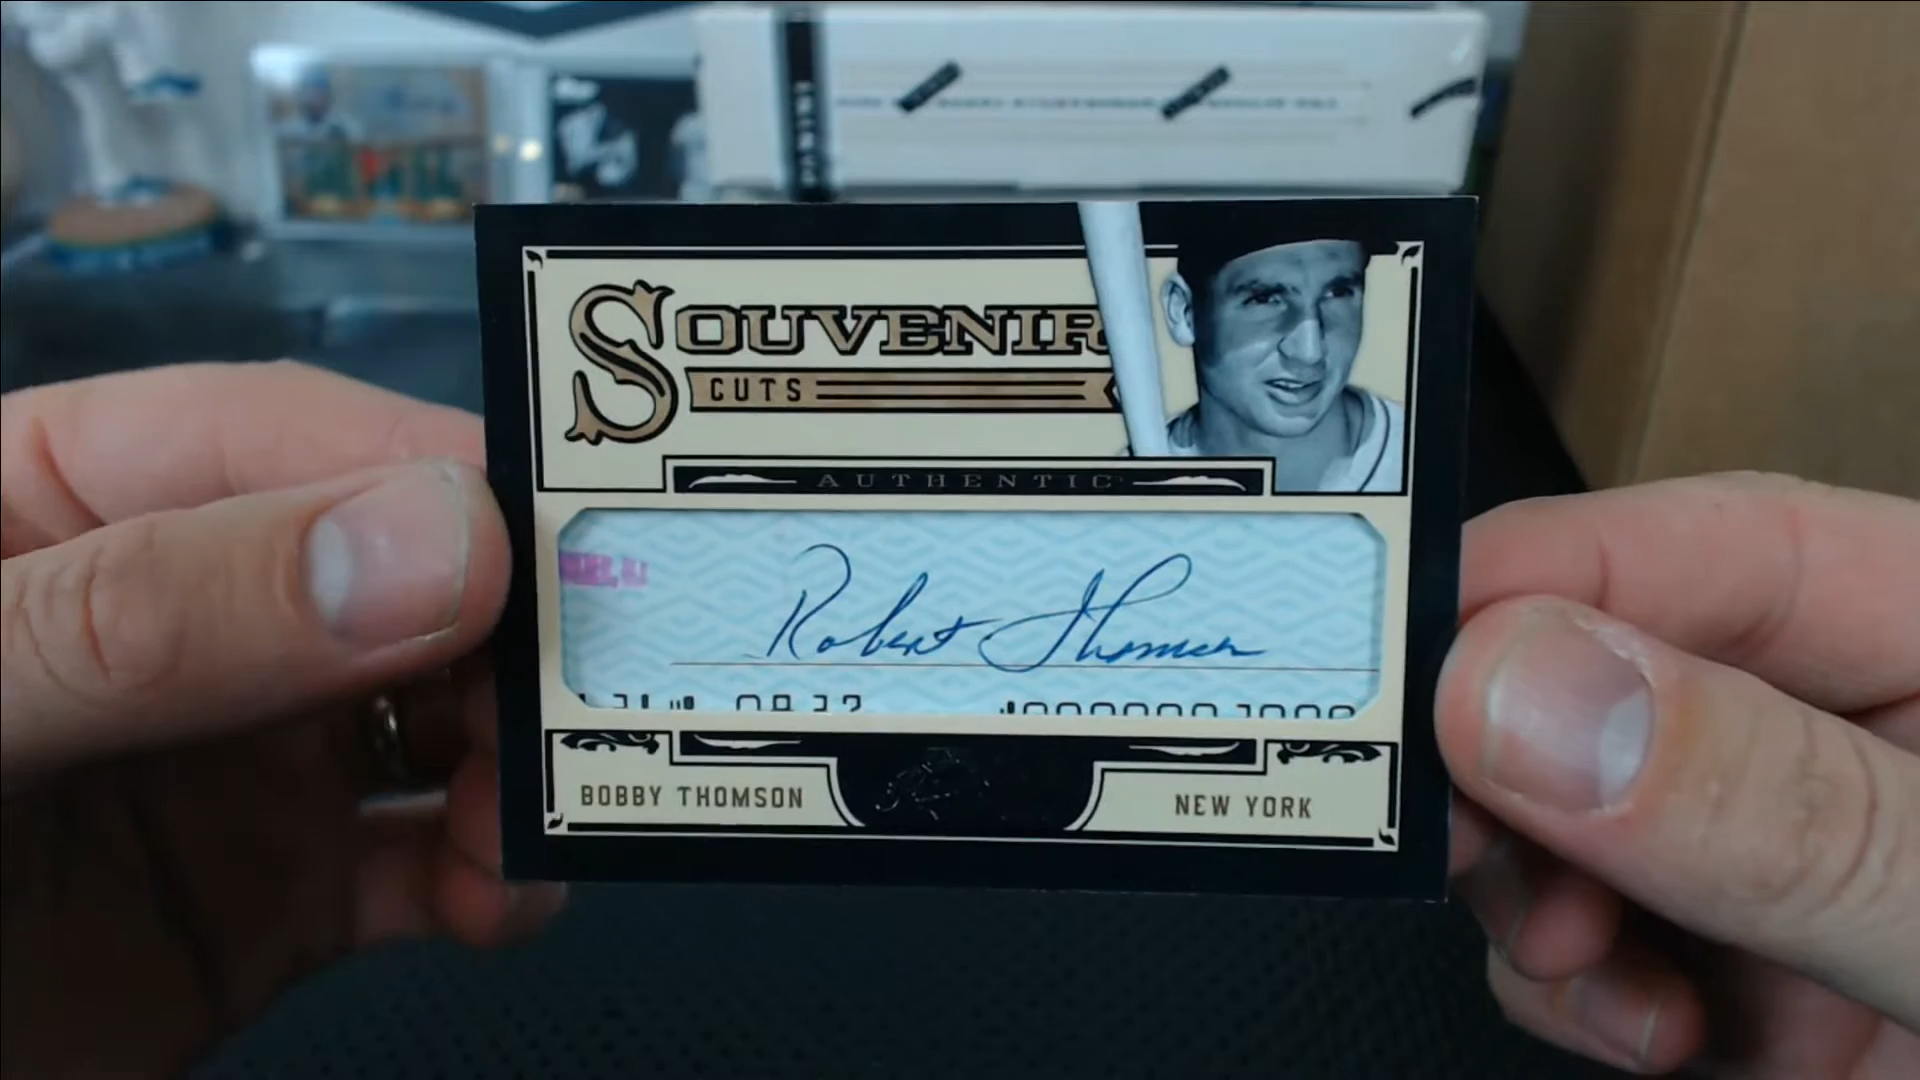 SOUVENIR
CUTS
AUTHENTIC
Robert Thomson
BOBBY THOMSON
NEW YORK